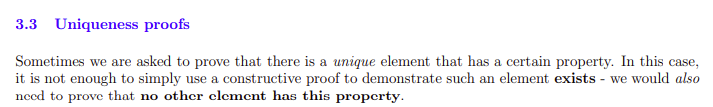 3.3 Uniqueness proofs
Sometimes we are asked to prove that there is a unique element that has a certain property. In this case,
it is not enough to simply use a constructive proof to demonstrate such an element exists - we would also
need to prove that no other element has this property.